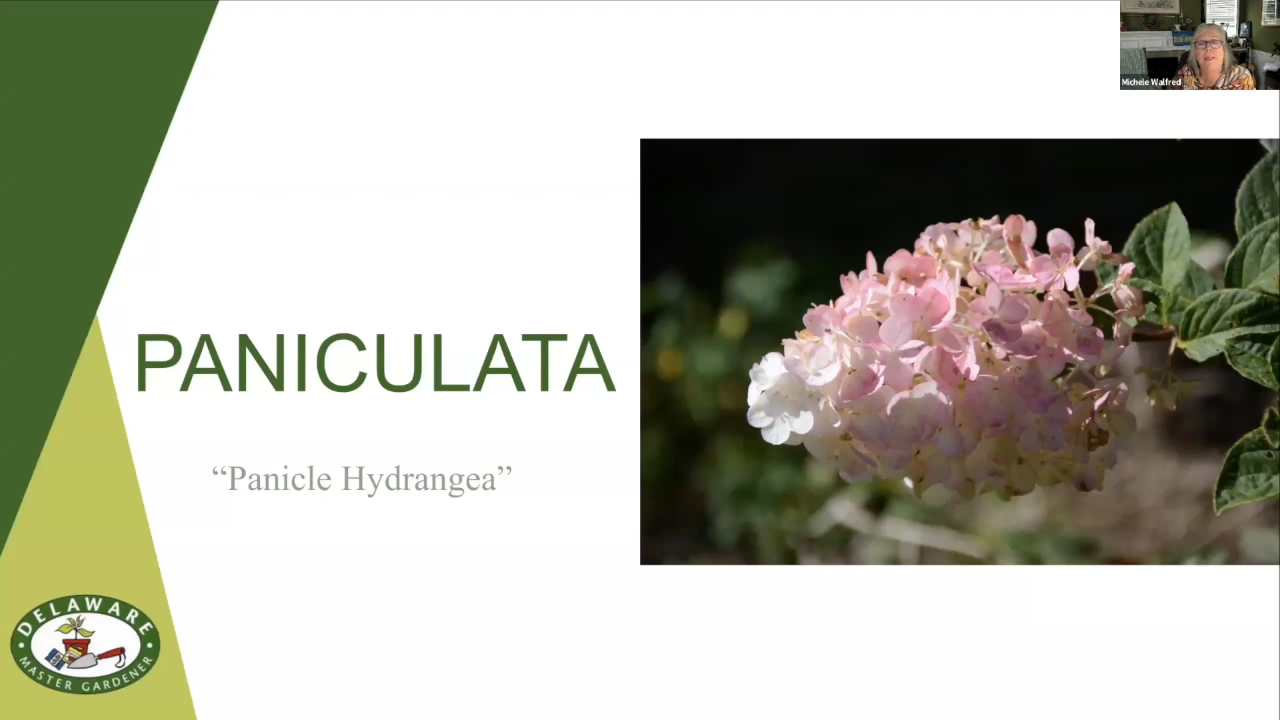 Michele Walfred
PANICULATA
“Panicle Hydrangea”
DELAWARE
MASTER GARDENER